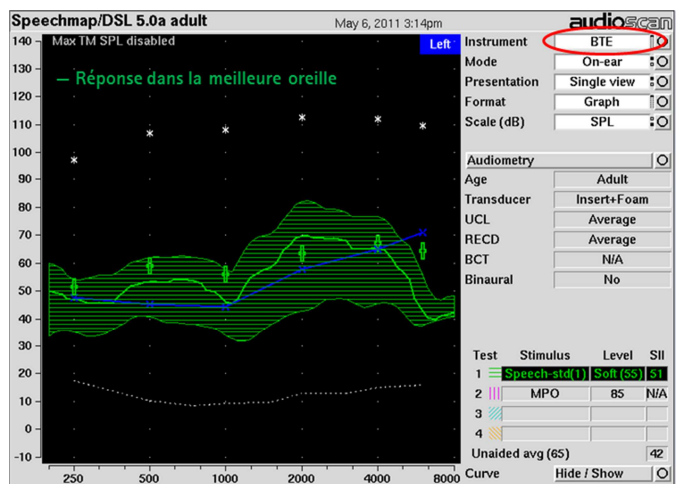 Speechmap/DSL 5.0a adult
May 6, 2011 3:14pm
audioscan
Max TM SPL disabled
Left
— Réponse dans la meilleure oreille
140
130
120
110
100
90
80
70
60
50
40
30
20
10
0
-10
250 500 1000 2000 4000 8000
Instrument BTE
Mode On-ear
Presentation Single view
Format Graph
Scale (dB) SPL
Audiometry
Age Adult
Transducer Insert+Foam
UCL Average
RECD Average
BCT N/A
Binaural No
Test Stimulus Level SII
1 Speech-std(1) Soft (55) 51
2 MPO 85 N/A
3
4
Unaided avg (65) 42
Curve Hide / Show